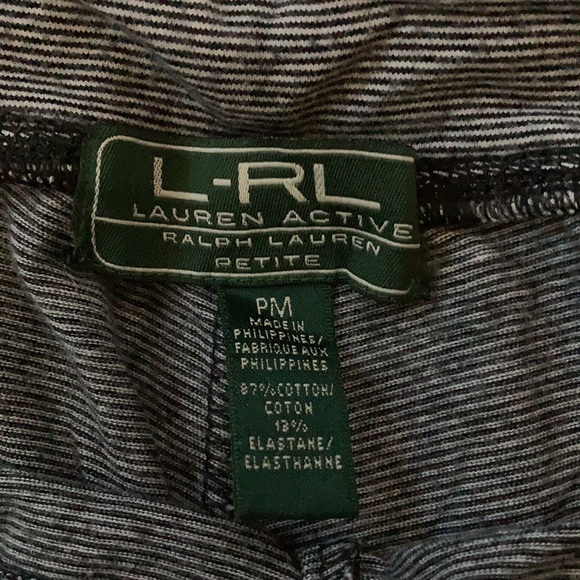 L-RL
LAUREN ACTIVE
RALPH LAUREN
PETITE
PM
MADE IN
PHILIPPINES/
FABRIQUE AUX
PHILIPPINES
87% COTTON/
COTON
13%
ELASTANE/
ELASTHANNE